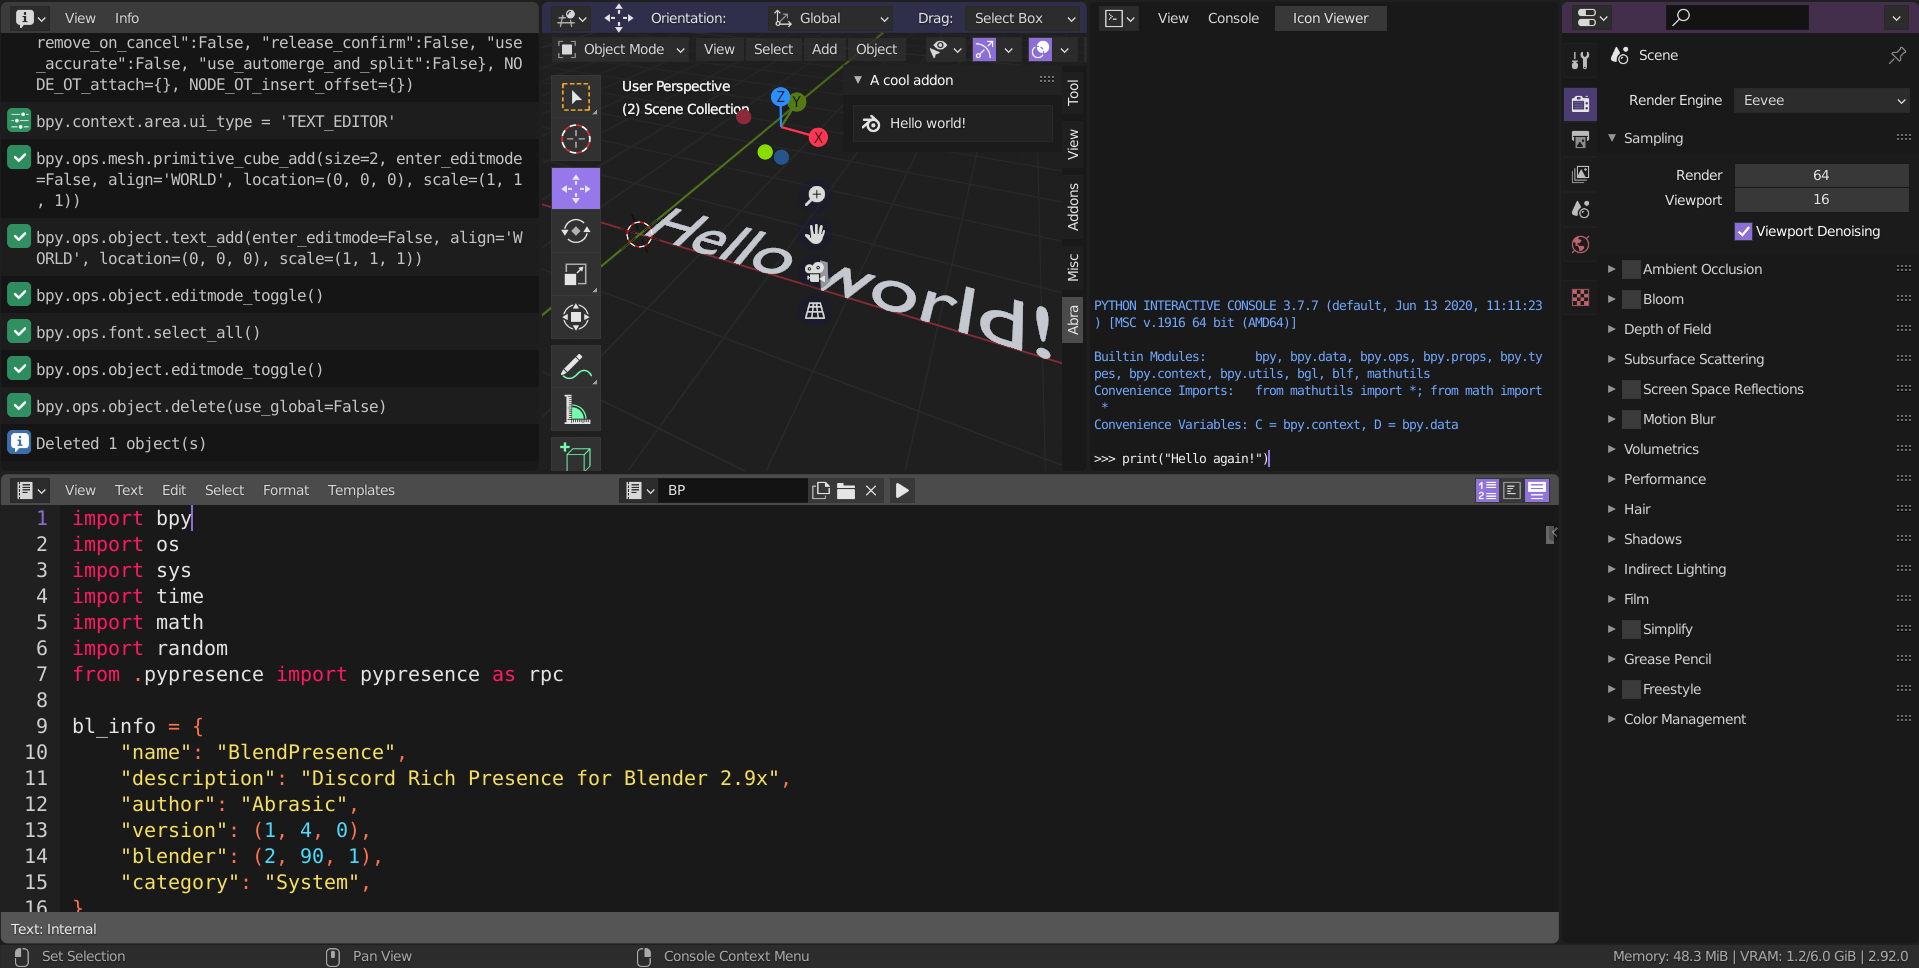 View Info
remove_on_cancel":False, "release_confirm":False, "use
_accurate":False, "use_automerge_and_split":False}, NO
DE_OT_attach={}, NODE_OT_insert_offset={})
bpy.context.area.ui_type = 'TEXT_EDITOR'
bpy.ops.mesh.primitive_cube_add(size=2, enter_editmode
=False, align='WORLD', location=(0, 0, 0), scale=(1, 1
, 1))
bpy.ops.object.text_add(enter_editmode=False, align='W
ORLD', location=(0, 0, 0), scale=(1, 1, 1))
bpy.ops.object.editmode_toggle()
bpy.ops.font.select_all()
bpy.ops.object.editmode_toggle()
bpy.ops.object.delete(use_global=False)
Deleted 1 object(s)
Orientation: Global Drag: Select Box
Object Mode View Select Add Object
User Perspective
(2) Scene Collection
Z
Y
X
A cool addon
Hello world!
Hello world!
Tool
View
Addons
Misc
Abra
View Console Icon Viewer
PYTHON INTERACTIVE CONSOLE 3.7.7 (default, Jun 13 2020, 11:11:23
) [MSC v.1916 64 bit (AMD64)]
Builtin Modules: bpy, bpy.data, bpy.ops, bpy.props, bpy.ty
pes, bpy.context, bpy.utils, bgl, blf, mathutils
Convenience Imports: from mathutils import *; from math import
*
Convenience Variables: C = bpy.context, D = bpy.data
>>> print("Hello again!")
View Text Edit Select Format Templates
BP
1 import bpy
2 import os
3 import sys
4 import time
5 import math
6 import random
7 from .pypresence import pypresence as rpc
8
9 bl_info = {
10 "name": "BlendPresence",
11 "description": "Discord Rich Presence for Blender 2.9x",
12 "author": "Abrasic",
13 "version": (1, 4, 0),
14 "blender": (2, 90, 1),
15 "category": "System",
16 }
Text: Internal
Scene
Render Engine Eevee
Sampling
Render 64
Viewport 16
Viewport Denoising
Ambient Occlusion
Bloom
Depth of Field
Subsurface Scattering
Screen Space Reflections
Motion Blur
Volumetrics
Performance
Hair
Shadows
Indirect Lighting
Film
Simplify
Grease Pencil
Freestyle
Color Management
Set Selection Pan View Console Context Menu Memory: 48.3 MiB | VRAM: 1.2/6.0 GiB | 2.92.0